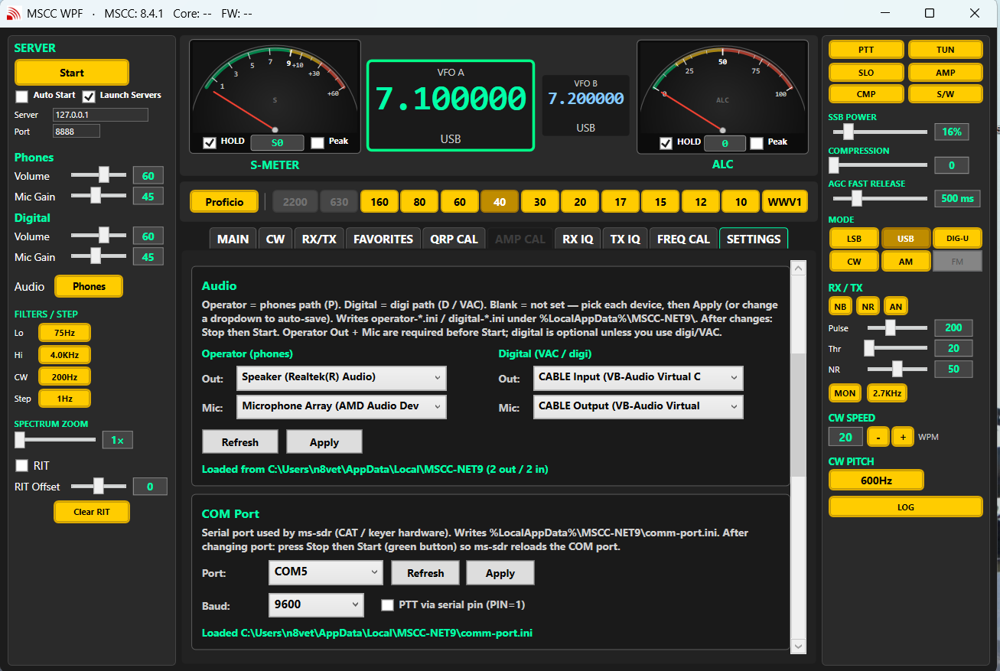 MSCC WPF · MSCC: 8.4.1 Core: -- FW: --
SERVER
Start
Auto Start Launch Servers
Server 127.0.0.1
Port 8888
Phones
Volume 60
Mic Gain 45
Digital
Volume 60
Mic Gain 45
Audio Phones
FILTERS / STEP
Lo 75Hz
Hi 4.0KHz
CW 200Hz
Step 1Hz
SPECTRUM ZOOM
1x
RIT
RIT Offset 0
Clear RIT
1 3 5 7 9 +10 +30 +60
S
HOLD S0 Peak
S-METER
VFO A
7.100000
USB
VFO B
7.200000
USB
0 25 50 75 100
ALC
HOLD 0 Peak
ALC
Proficio 2200 630 160 80 60 40 30 20 17 15 12 10 WWV1
MAIN CW RX/TX FAVORITES QRP CAL AMP CAL RX IQ TX IQ FREQ CAL SETTINGS
Audio
Operator = phones path (P). Digital = digi path (D / VAC). Blank = not set — pick each device, then Apply (or change
a dropdown to auto-save). Writes operator-*.ini / digital-*.ini under %LocalAppData%\MSCC-NET9\. After changes:
Stop then Start. Operator Out + Mic are required before Start; digital is optional unless you use digi/VAC.
Operator (phones) Digital (VAC / digi)
Out: Speaker (Realtek(R) Audio) Out: CABLE Input (VB-Audio Virtual C
Mic: Microphone Array (AMD Audio Dev Mic: CABLE Output (VB-Audio Virtual
Refresh Apply
Loaded from C:\Users\n8vet\AppData\Local\MSCC-NET9 (2 out / 2 in)
COM Port
Serial port used by ms-sdr (CAT / keyer hardware). Writes %LocalAppData%\MSCC-NET9\comm-port.ini. After
changing port: press Stop then Start (green button) so ms-sdr reloads the COM port.
Port: COM5 Refresh Apply
Baud: 9600 PTT via serial pin (PIN=1)
Loaded C:\Users\n8vet\AppData\Local\MSCC-NET9\comm-port.ini
PTT TUN
SLO AMP
CMP S/W
SSB POWER
16%
COMPRESSION
0
AGC FAST RELEASE
500 ms
MODE
LSB USB DIG-U
CW AM FM
RX / TX
NB NR AN
Pulse 200
Thr 20
NR 50
MON 2.7KHz
CW SPEED
20 - + WPM
CW PITCH
600Hz
LOG